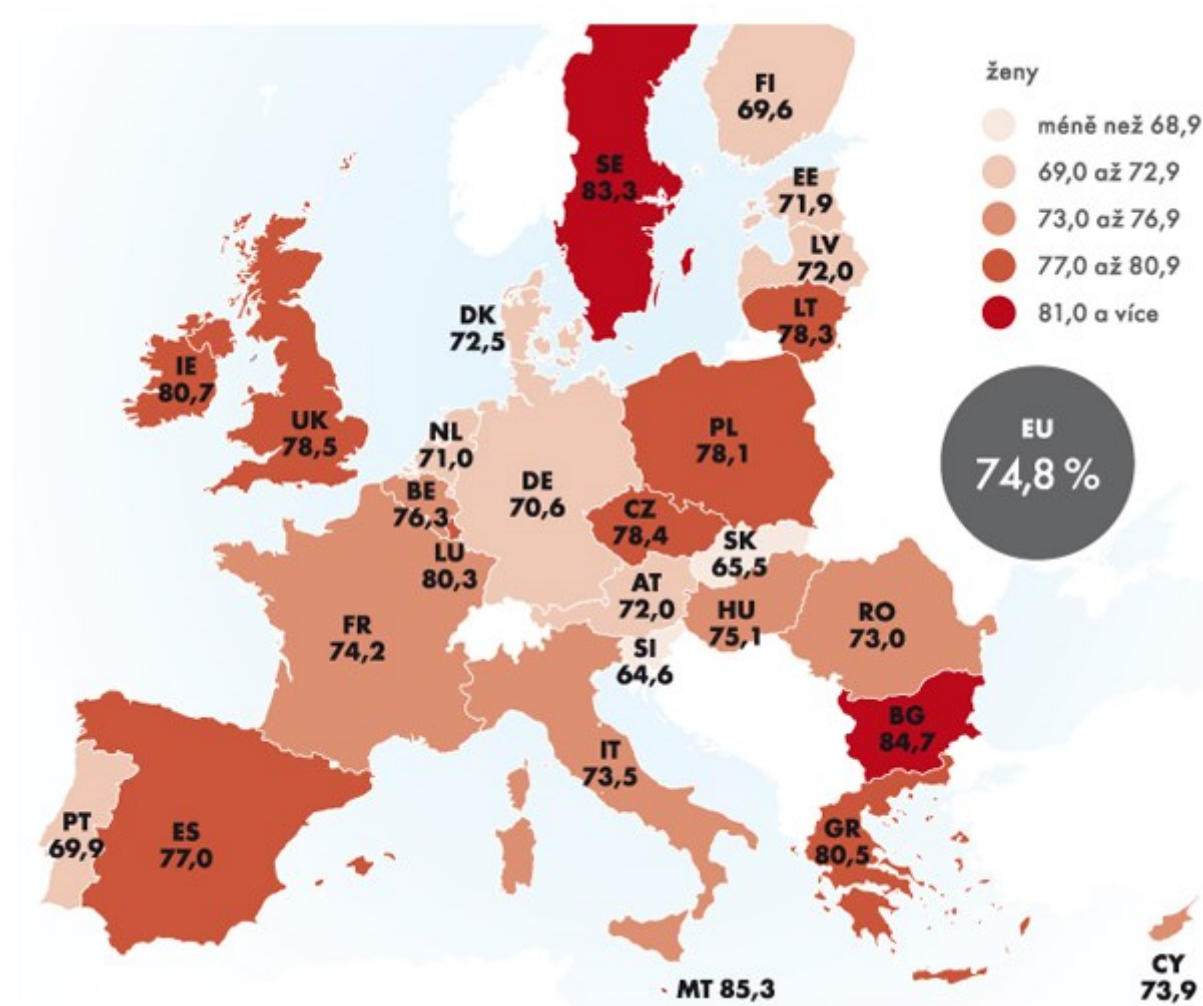 ženy
méně než 68,9
69,0 až 72,9
73,0 až 76,9
77,0 až 80,9
81,0 a více
EU
74,8 %
FI
69,6
SE
83,3
EE
71,9
LV
72,0
LT
78,3
DK
72,5
IE
80,7
UK
78,5
NL
71,0
BE
76,3
LU
80,3
DE
70,6
PL
78,1
CZ
78,4
SK
65,5
AT
72,0
HU
75,1
SI
64,6
RO
73,0
FR
74,2
BG
84,7
IT
73,5
PT
69,9
ES
77,0
GR
80,5
CY
73,9
MT 85,3